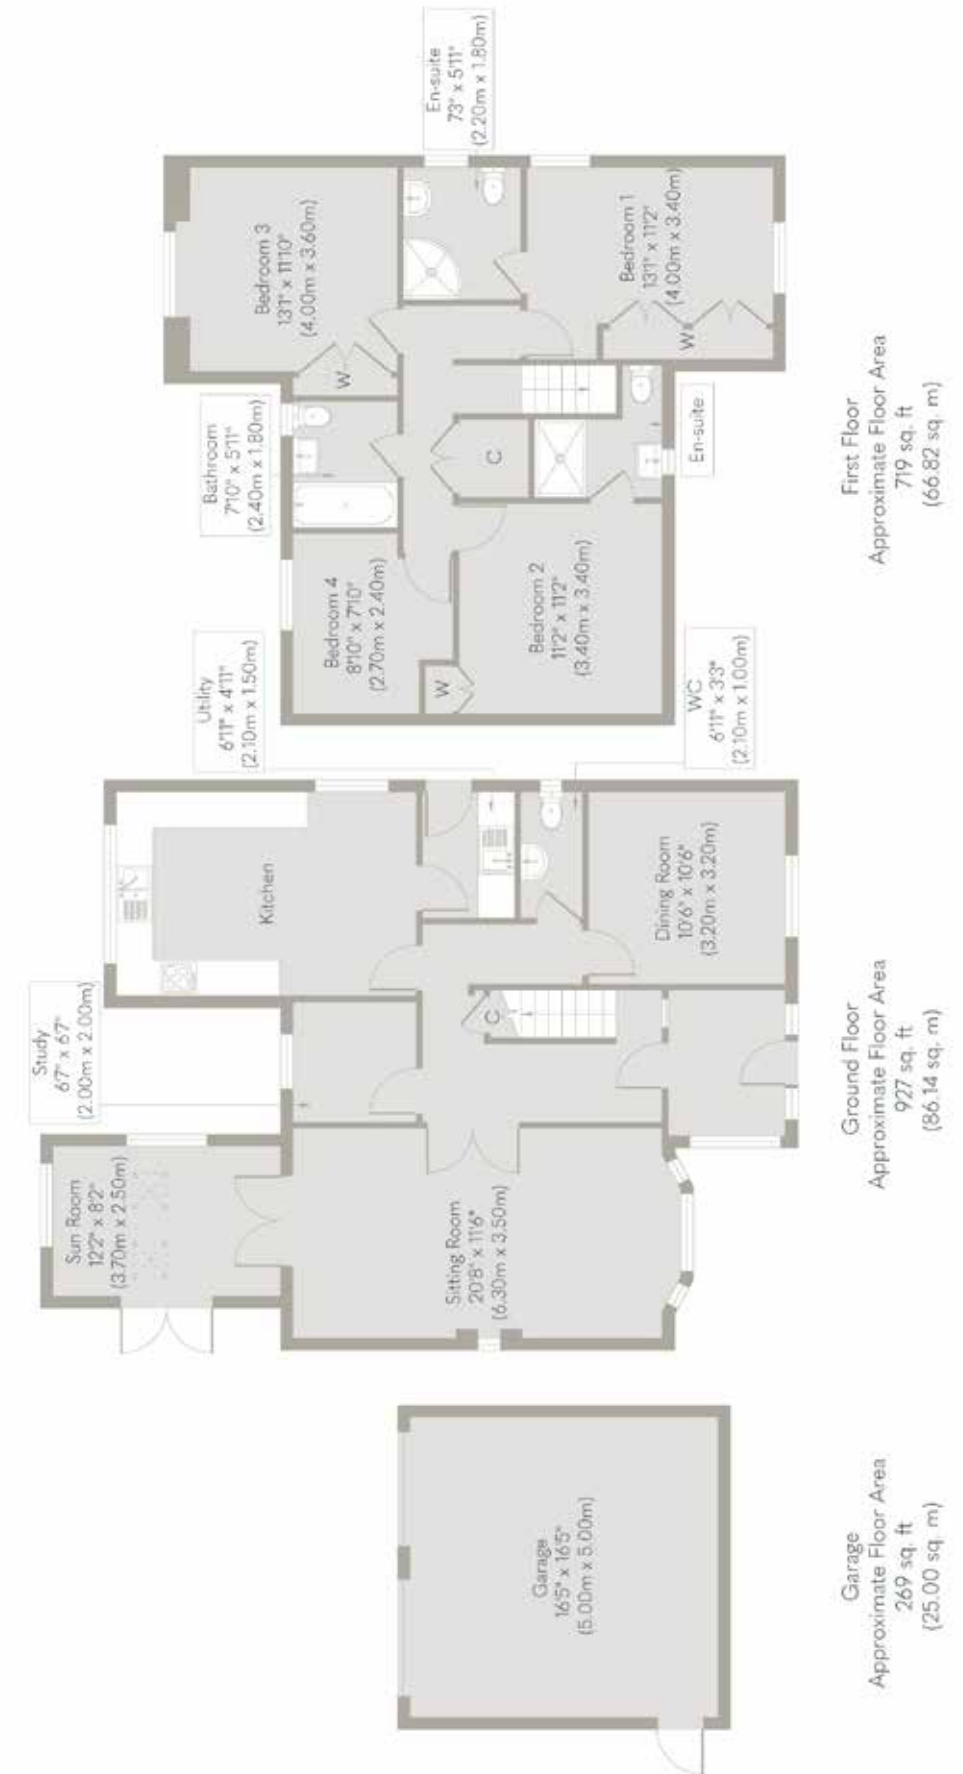 Garage
16'5" x 16'5"
(5.00m x 5.00m)
Garage
Approximate Floor Area
269 sq. ft
(25.00 sq. m)
Sun Room
12'2" x 8'2"
(3.70m x 2.50m)
Study
6'7" x 6'7"
(2.00m x 2.00m)
Kitchen
Utility
6'11" x 4'11"
(2.10m x 1.50m)
Sitting Room
20'8" x 11'6"
(6.30m x 3.50m)
C
Dining Room
10'6" x 10'6"
(3.20m x 3.20m)
WC
6'11" x 3'3"
(2.10m x 1.00m)
Ground Floor
Approximate Floor Area
927 sq. ft
(86.14 sq. m)
Bathroom
7'10" x 5'11"
(2.40m x 1.80m)
Bedroom 3
13'1" x 11'10"
(4.00m x 3.60m)
En-suite
7'3" x 5'11"
(2.20m x 1.80m)
Bedroom 4
8'10" x 7'10"
(2.70m x 2.40m)
W
W
C
Bedroom 2
11'2" x 11'2"
(3.40m x 3.40m)
Bedroom 1
13'1" x 11'2"
(4.00m x 3.40m)
W
En-suite
First Floor
Approximate Floor Area
719 sq. ft
(66.82 sq. m)